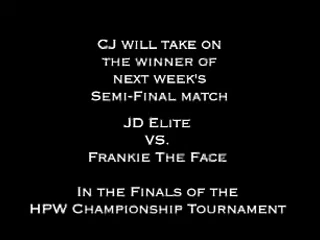 CJ will take on
the winner of
next week's
Semi-Final match
JD Elite
vs.
Frankie The Face
In the Finals of the
HPW Championship Tournament